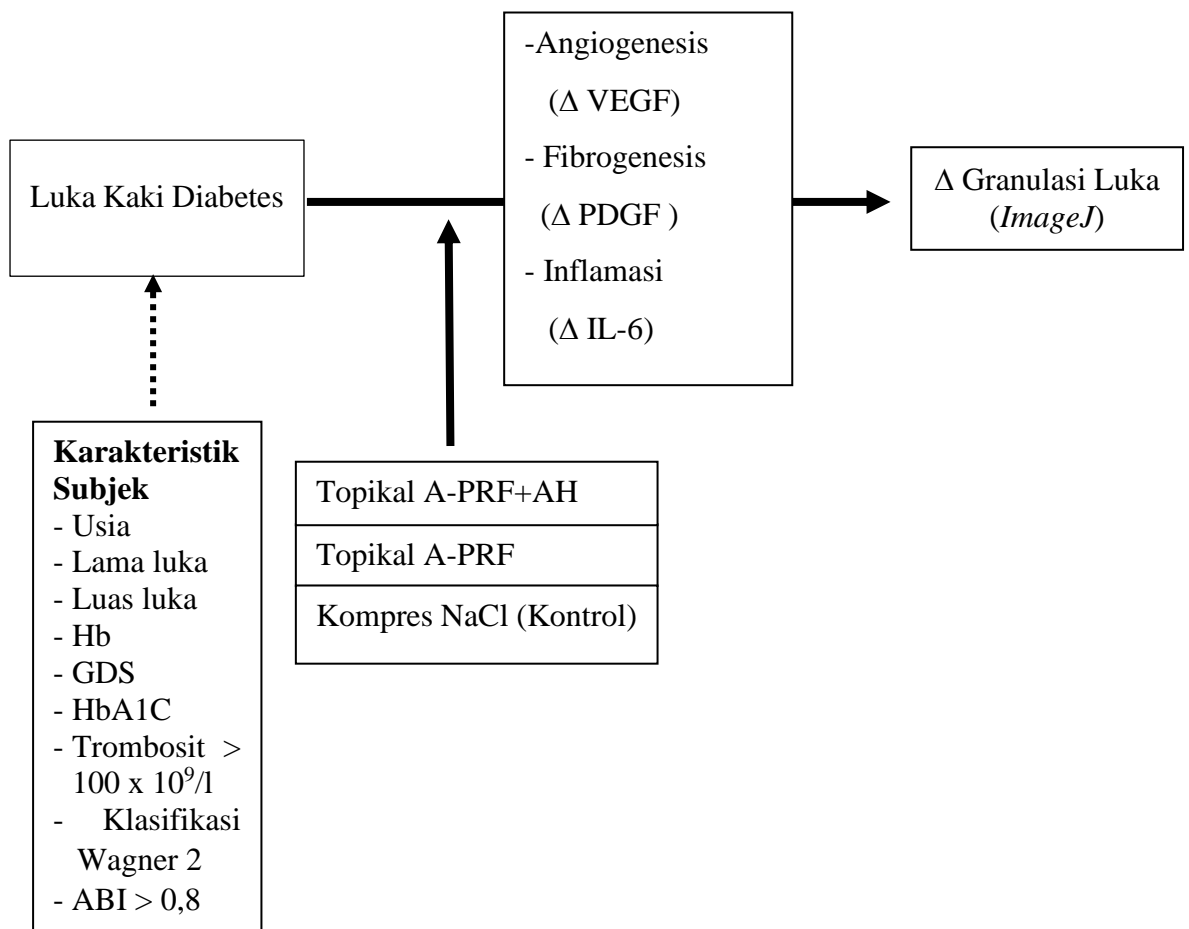 -Angiogenesis
(Δ VEGF)
- Fibrogenesis
(Δ PDGF )
- Inflamasi
(Δ IL-6)
Luka Kaki Diabetes
Δ Granulasi Luka
(ImageJ)
Karakteristik
Subjek
- Usia
- Lama luka
- Luas luka
- Hb
- GDS
- HbA1C
- Trombosit >
100 x 10⁹/l
- Klasifikasi
Wagner 2
- ABI > 0,8
Topikal A-PRF+AH
Topikal A-PRF
Kompres NaCl (Kontrol)